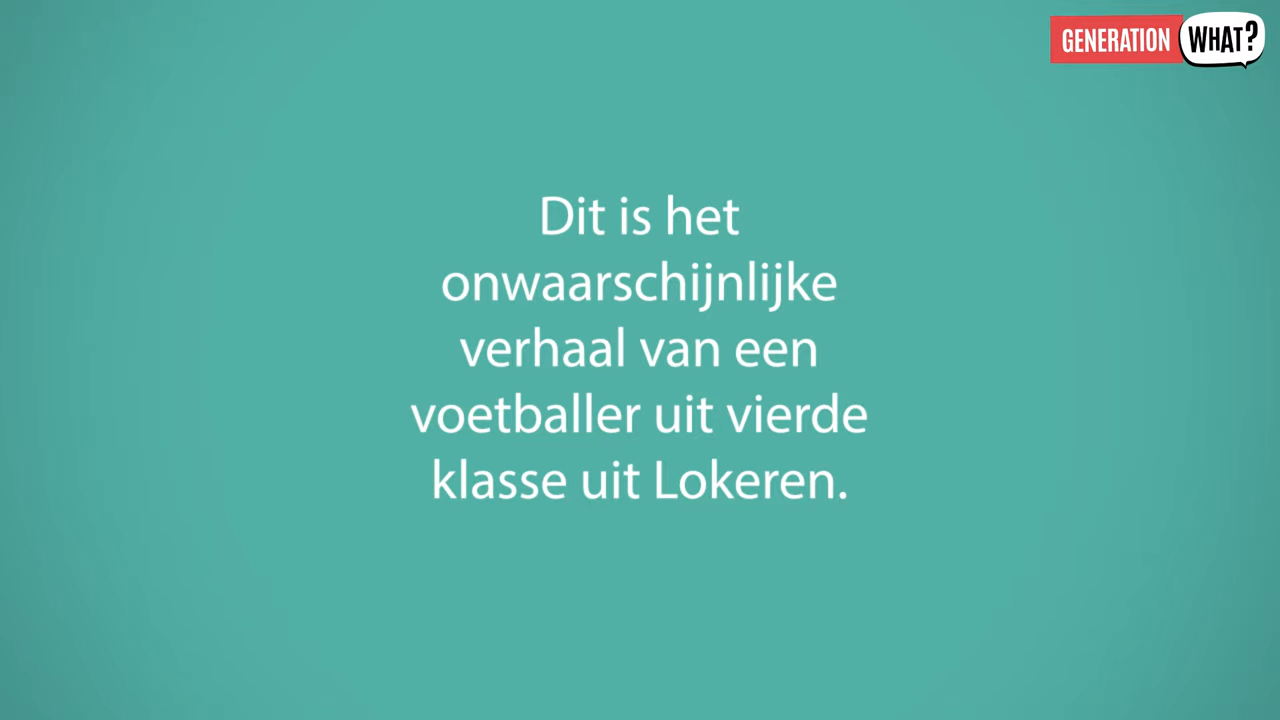 GENERATION WHAT?
Dit is het
onwaarschijnlijke
verhaal van een
voetballer uit vierde
klasse uit Lokeren.